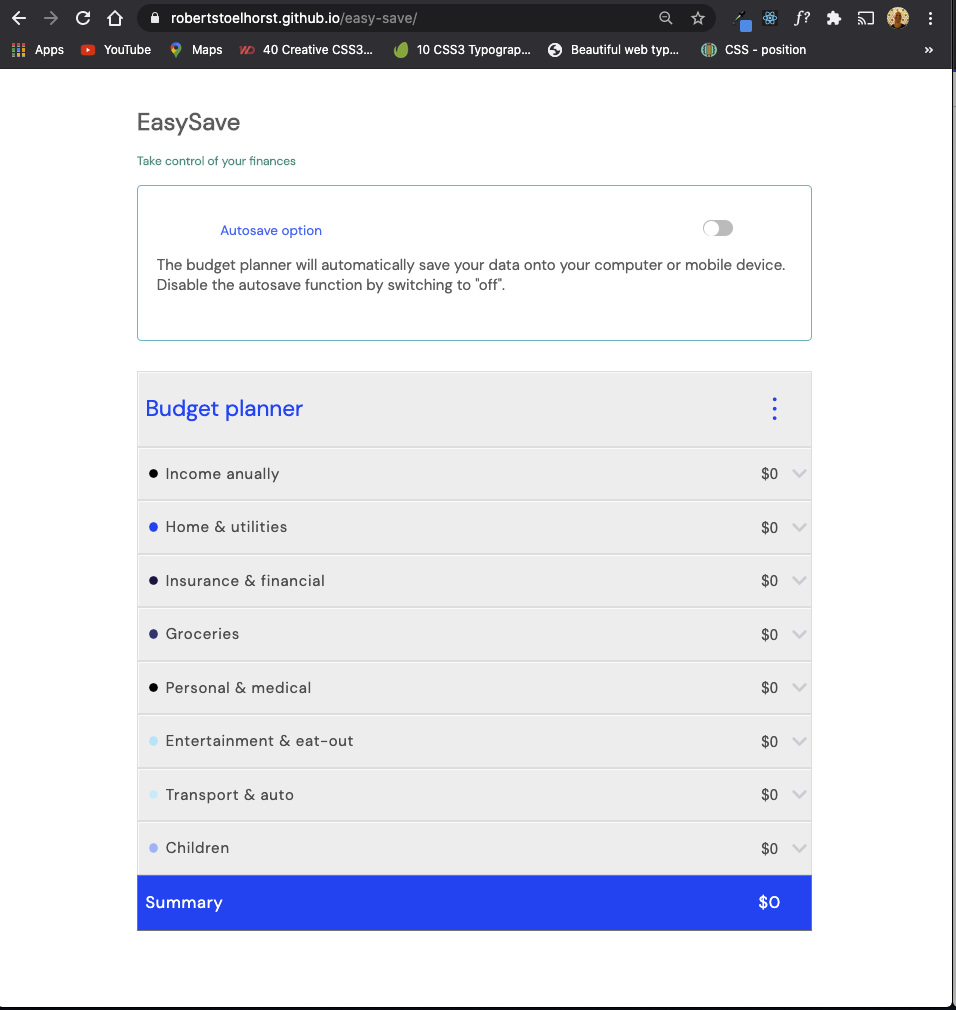 robertstoelhorst.github.io/easy-save/
f?
Apps YouTube Maps 40 Creative CSS3... 10 CSS3 Typograp... Beautiful web typ... CSS - position »
EasySave
Take control of your finances
Autosave option
The budget planner will automatically save your data onto your computer or mobile device.
Disable the autosave function by switching to "off".
Budget planner
Income anually $0
Home & utilities $0
Insurance & financial $0
Groceries $0
Personal & medical $0
Entertainment & eat-out $0
Transport & auto $0
Children $0
Summary $0